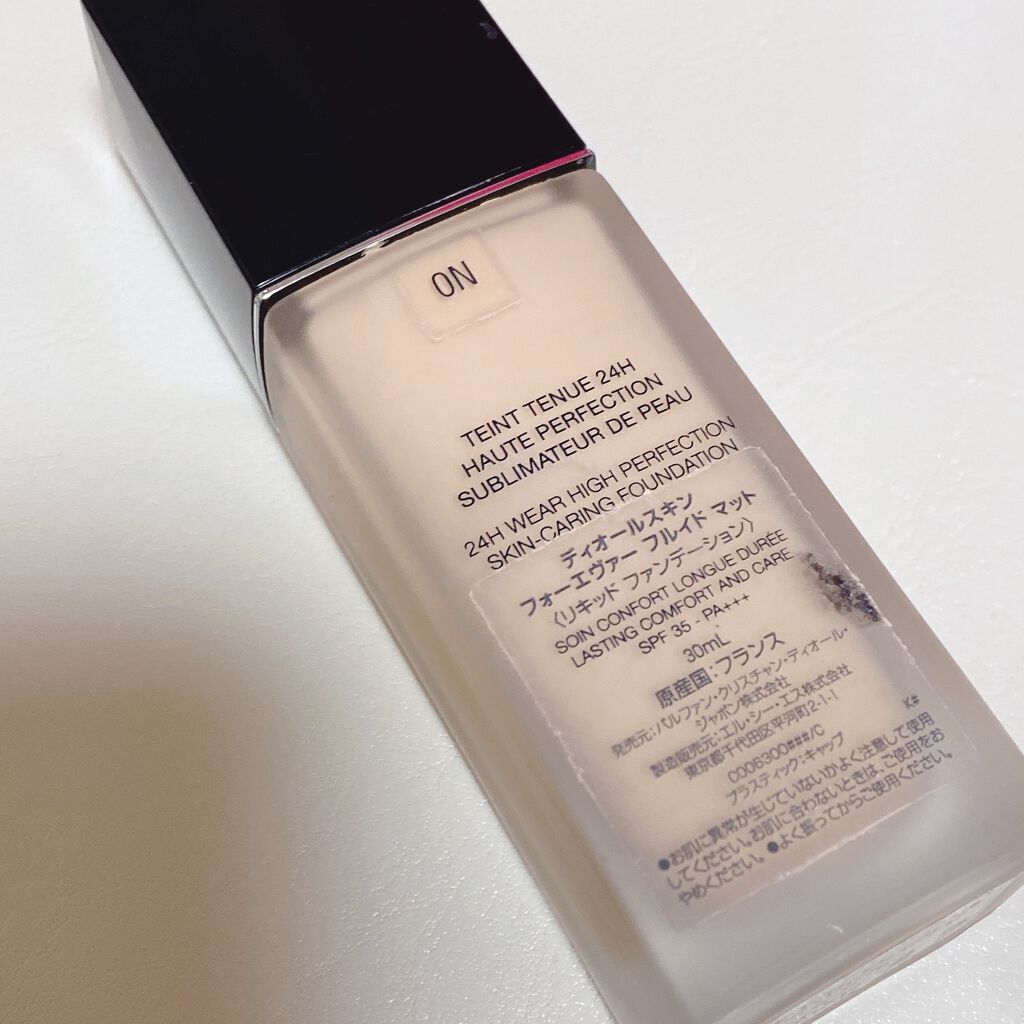 0N
TEINT TENUE 24H
HAUTE PERFECTION
SUBLIMATEUR DE PEAU
24H WEAR HIGH PERFECTION
SKIN-CARING FOUNDATION
ディオールスキン
フォーエヴァー フルイド マット
〈リキッド ファンデーション〉
SOIN CONFORT LONGUE DURÉE
LASTING COMFORT AND CARE
SPF 35 - PA+++
30mL
原産国:フランス
発売元:パルファン・クリスチャン・ディオール・
ジャポン株式会社
製造販売元:エル・シー・エス株式会社
東京都千代田区平河町2-1-1
C006300###/C
K#
プラスティック:キャップ
●お肌に異常が生じていないかよく注意して使用
してください。お肌に合わないときは、ご使用をお
やめください。●よく振ってからご使用ください。